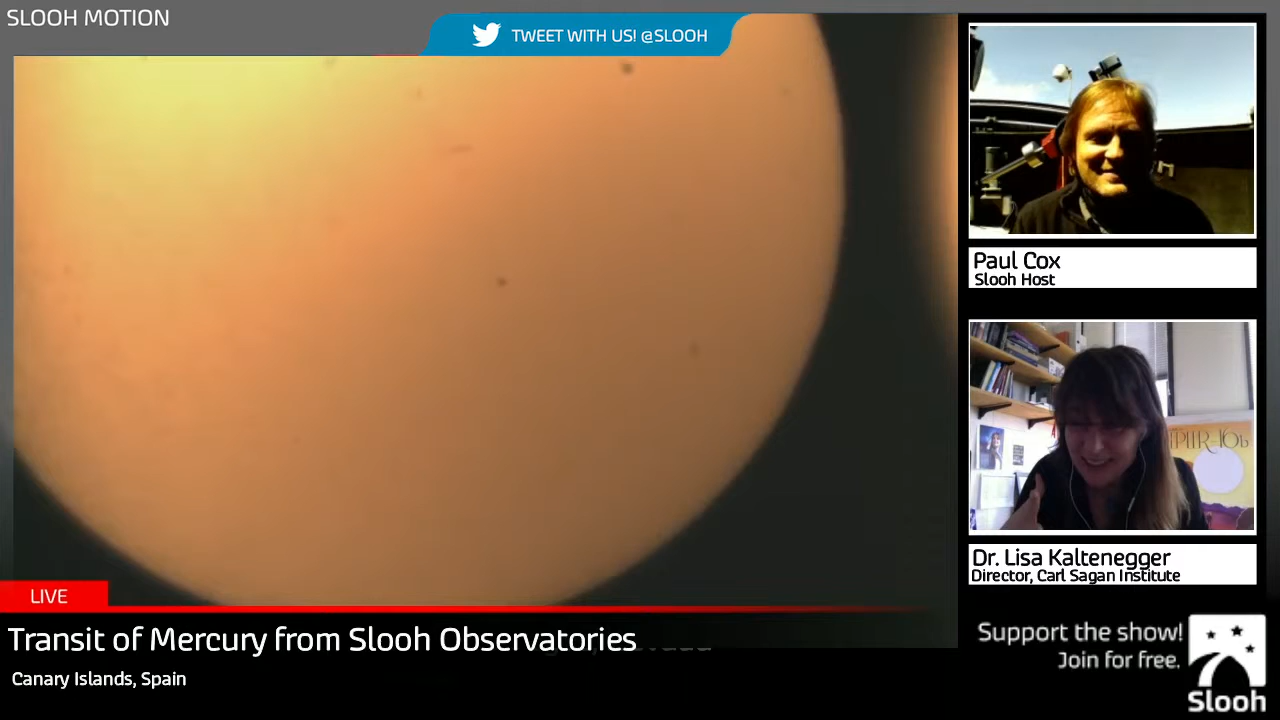 SLOOH MOTION
TWEET WITH US! @SLOOH
Paul Cox
Slooh Host
Dr. Lisa Kaltenegger
Director, Carl Sagan Institute
LIVE
Transit of Mercury from Slooh Observatories
Canary Islands, Spain
Support the show!
Join for free.
Slooh